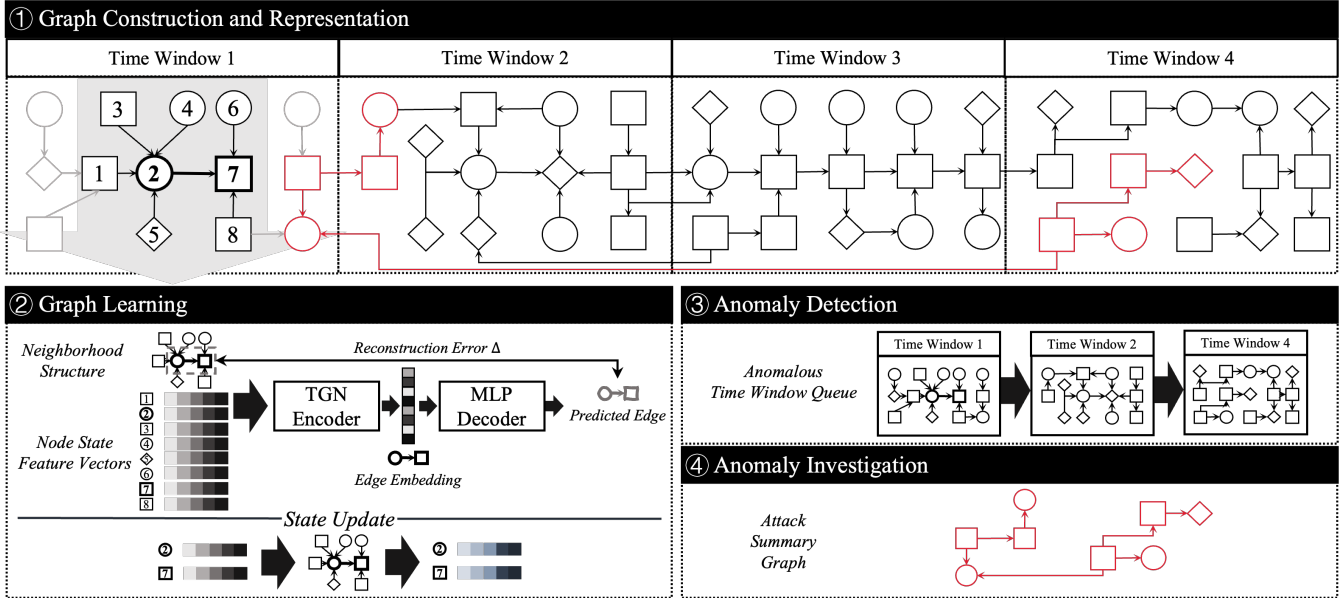 ① Graph Construction and Representation
Time Window 1
Time Window 2
Time Window 3
Time Window 4
3
4
6
1
2
7
5
8
② Graph Learning
Neighborhood
Structure
Reconstruction Error Δ
TGN
Encoder
MLP
Decoder
Predicted Edge
Edge Embedding
Node State
Feature Vectors
1
2
3
4
5
6
7
8
State Update
2
7
2
7
③ Anomaly Detection
Anomalous
Time Window Queue
Time Window 1
Time Window 2
Time Window 4
④ Anomaly Investigation
Attack
Summary
Graph